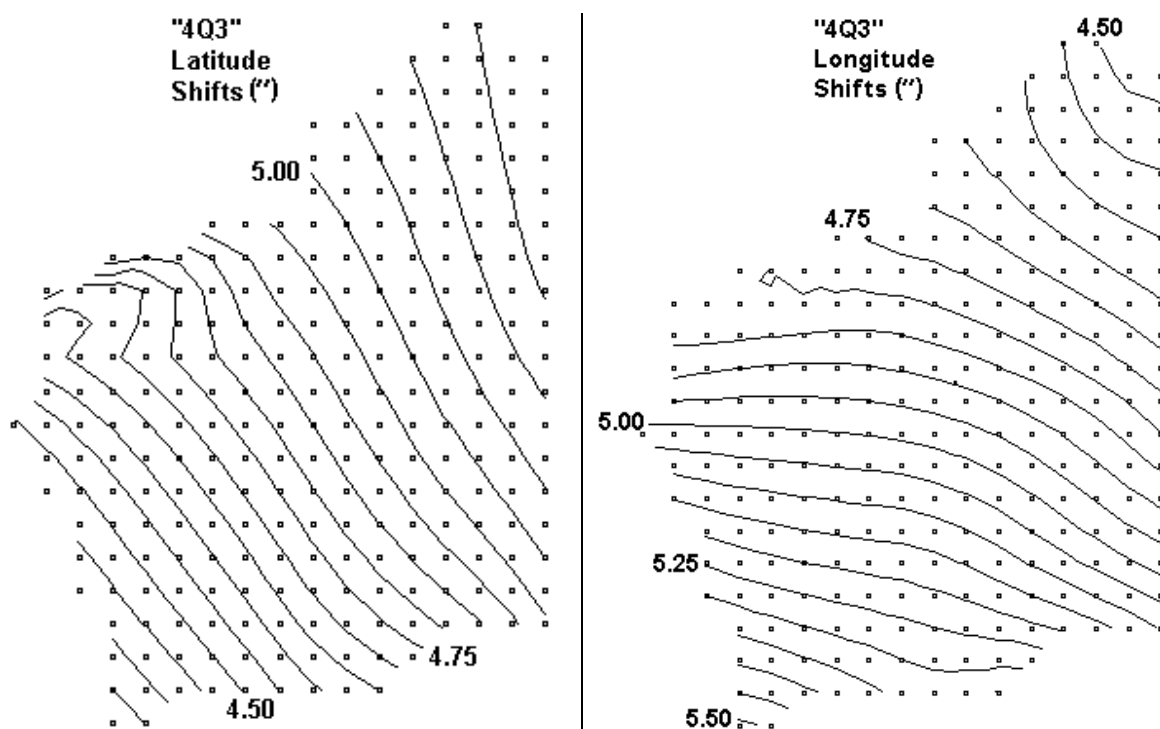 "4Q3"
Latitude
Shifts (″)
5.00
4.75
4.50
"4Q3"
Longitude
Shifts (″)
4.50
4.75
5.00
5.25
5.50